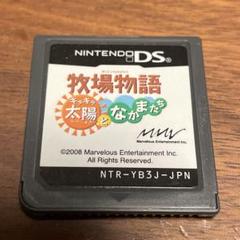 NINTENDO DS
牧場物語
キラキラ太陽となかまたち
Marvelous Entertainment Inc.
©2008 Marvelous Entertainment Inc.
All Rights Reserved.
NTR-YB3J-JPN